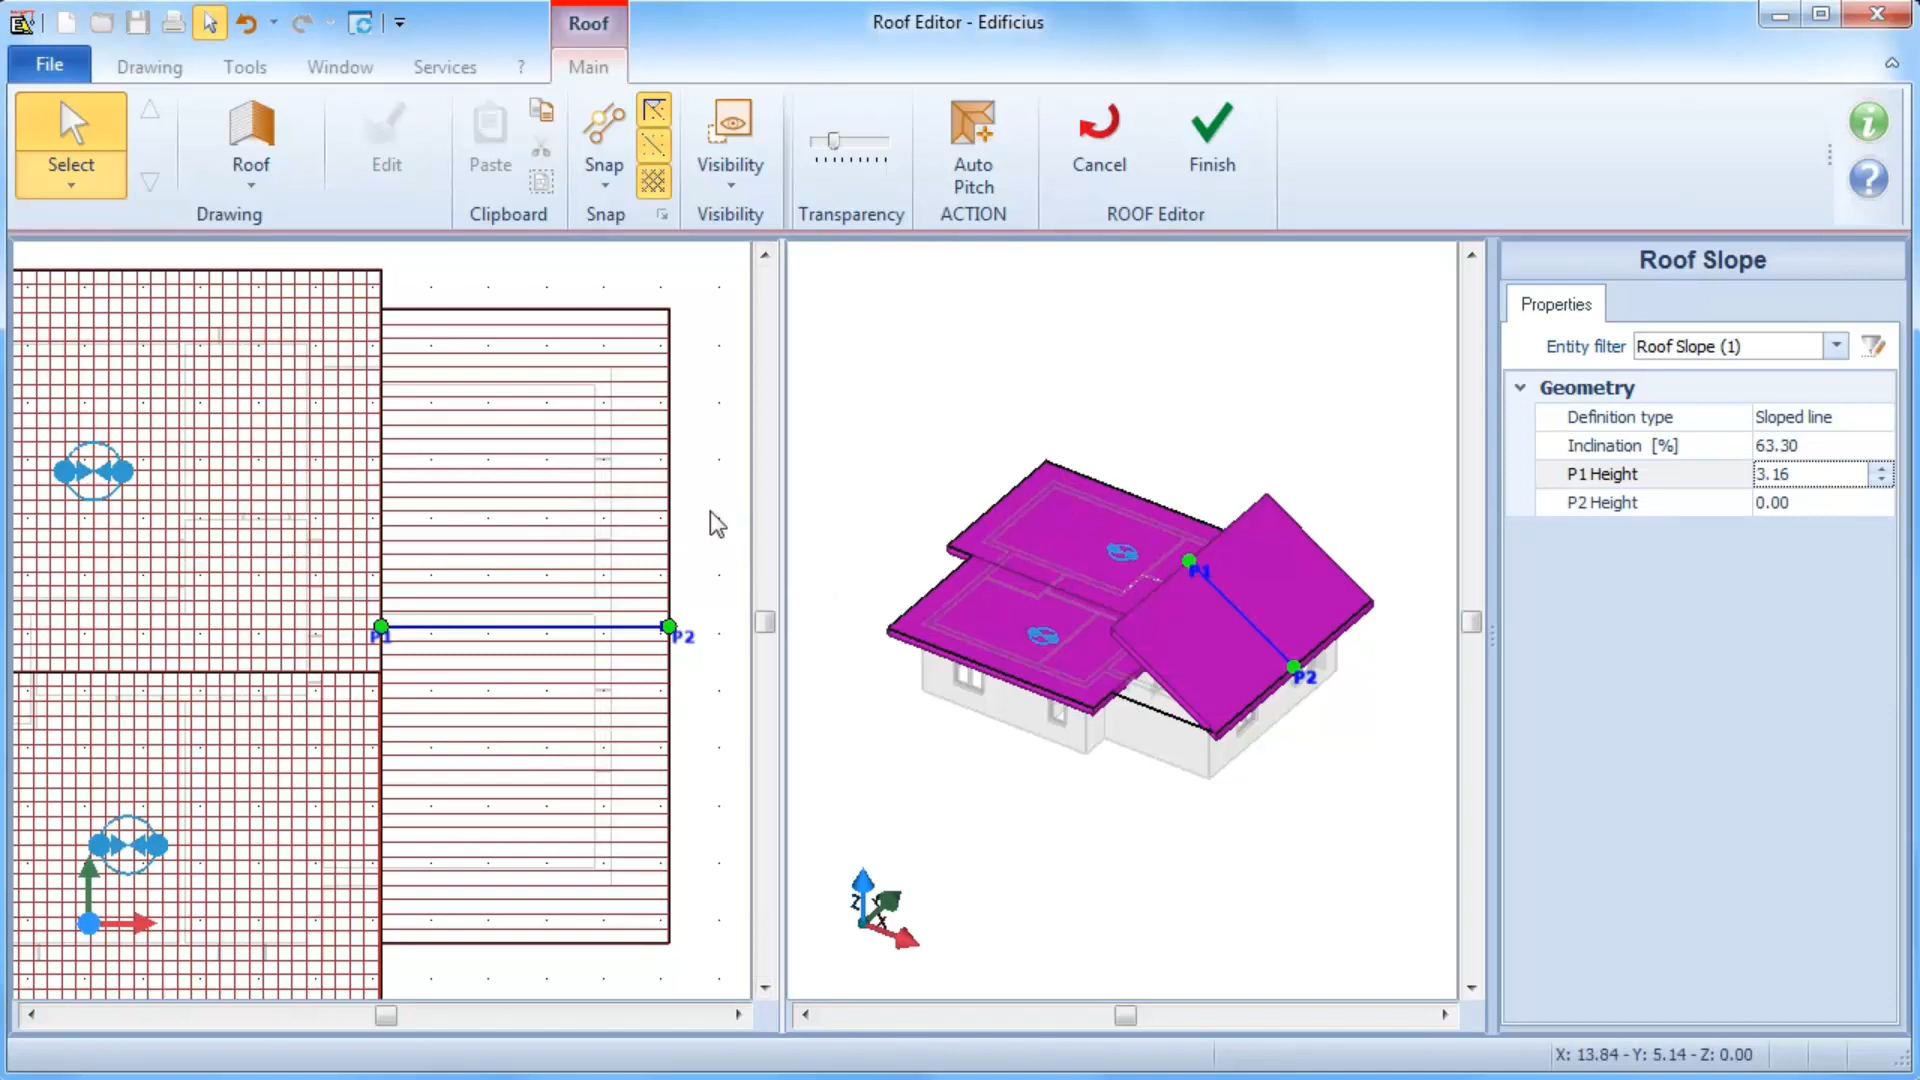 Roof
Roof Editor - Edificius
File
Drawing
Tools
Window
Services
?
Main
Select
Roof
Edit
Paste
Snap
Visibility
Auto
Pitch
Cancel
Finish
Drawing
Clipboard
Snap
Visibility
Transparency
ACTION
ROOF Editor
P1
P2
P1
P2
Z
X
Roof Slope
Properties
Entity filter Roof Slope (1)
Geometry
Definition type Sloped line
Inclination [%] 63.30
P1 Height 3.16
P2 Height 0.00
X: 13.84 - Y: 5.14 - Z: 0.00